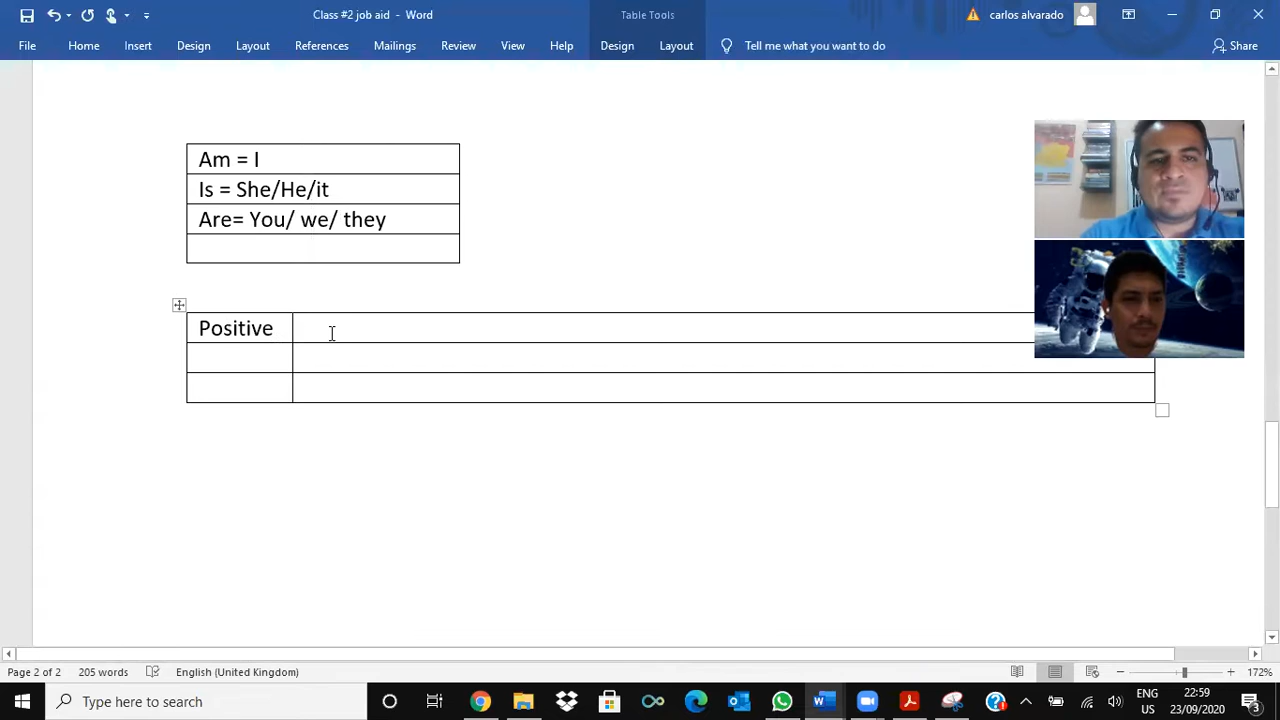 Class #2 job aid - Word
Table Tools
carlos alvarado
File Home Insert Design Layout References Mailings Review View Help Design Layout Tell me what you want to do Share
Am = I
Is = She/He/it
Are= You/ we/ they
Positive
Page 2 of 2 205 words English (United Kingdom) 172%
Type here to search
ENG
US
22:59
23/09/2020
3